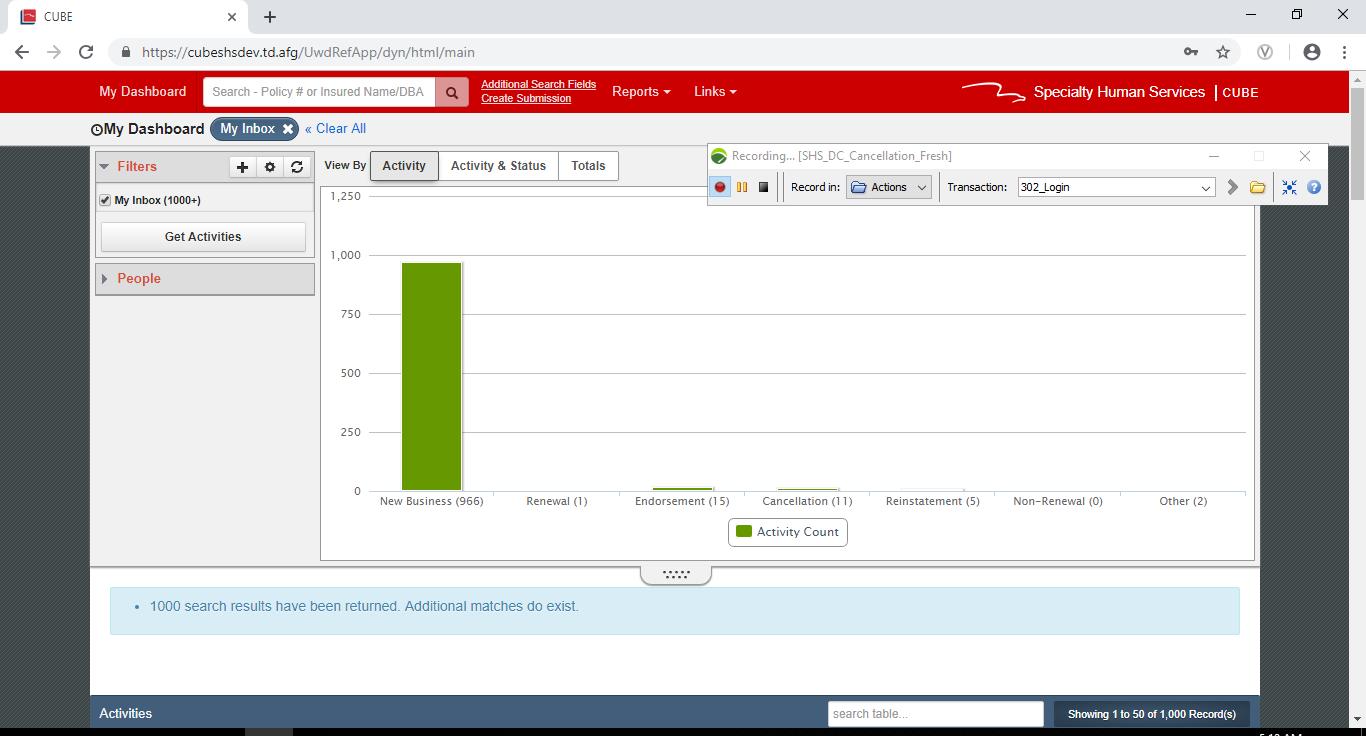 CUBE
https://cubeshsdev.td.afg/UwdRefApp/dyn/html/main
My Dashboard
Search - Policy # or Insured Name/DBA
Additional Search Fields
Create Submission
Reports
Links
Specialty Human Services | CUBE
My Dashboard
My Inbox
« Clear All
Recording... [SHS_DC_Cancellation_Fresh]
Record in:
Actions
Transaction:
302_Login
Filters
My Inbox (1000+)
Get Activities
People
View By
Activity
Activity & Status
Totals
1,250
1,000
750
500
250
0
New Business (966)
Renewal (1)
Endorsement (15)
Cancellation (11)
Reinstatement (5)
Non-Renewal (0)
Other (2)
Activity Count
1000 search results have been returned. Additional matches do exist.
Activities
search table...
Showing 1 to 50 of 1,000 Record(s)